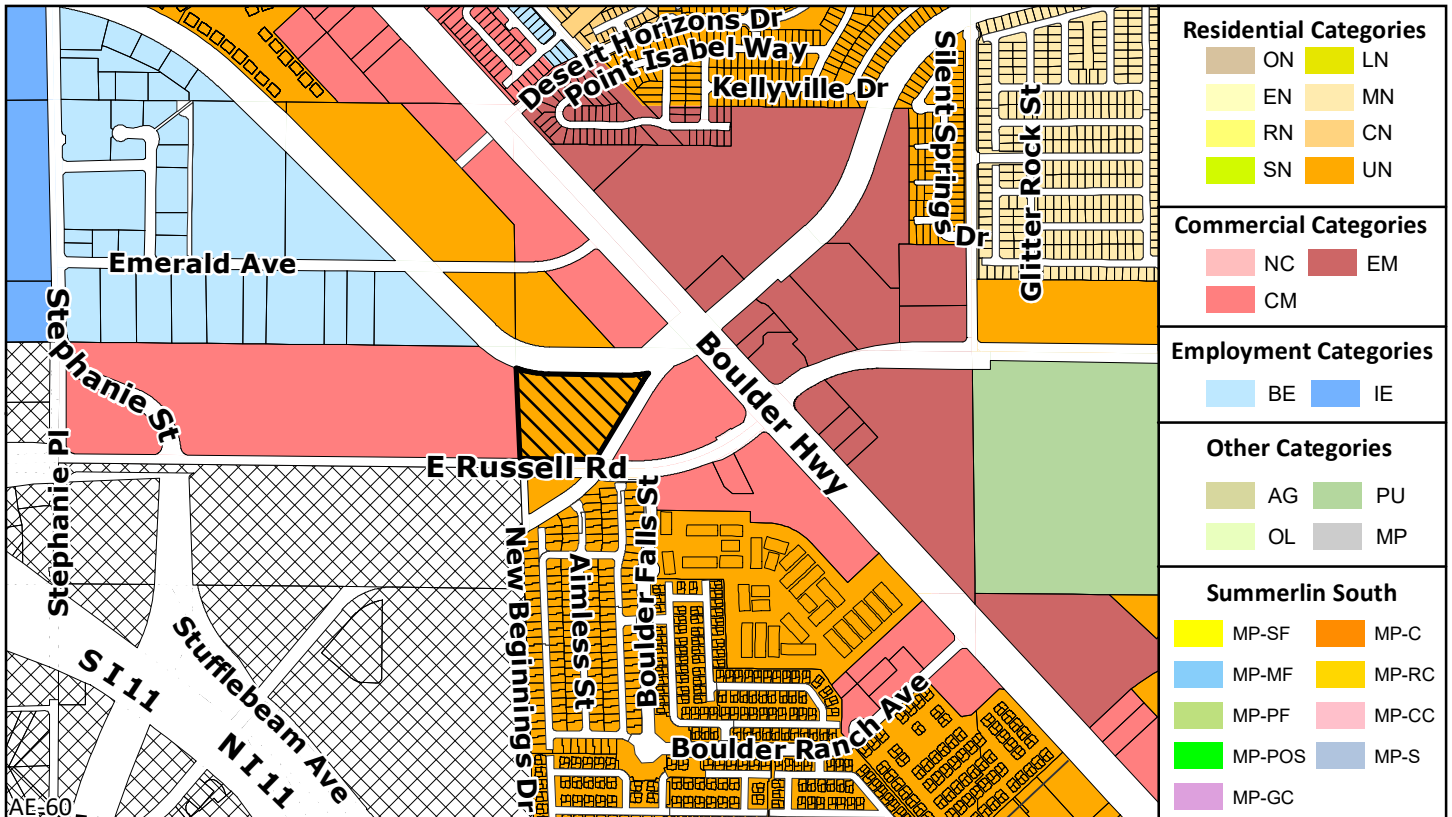 Desert Horizons Dr
Point Isabel Way
Kellyville Dr
Silent Springs
Dr
Glitter Rock St
Emerald Ave
Stephanie St
Stephanie Pl
Boulder Hwy
E Russell Rd
New Beginnings Dr
Aimless St
Boulder Falls St
Stufflebeam Ave
S I 11
N I 11
Boulder Ranch Ave
AE-60
Residential Categories
ON LN
EN MN
RN CN
SN UN
Commercial Categories
NC EM
CM
Employment Categories
BE IE
Other Categories
AG PU
OL MP
Summerlin South
MP-SF MP-C
MP-MF MP-RC
MP-PF MP-CC
MP-POS MP-S
MP-GC